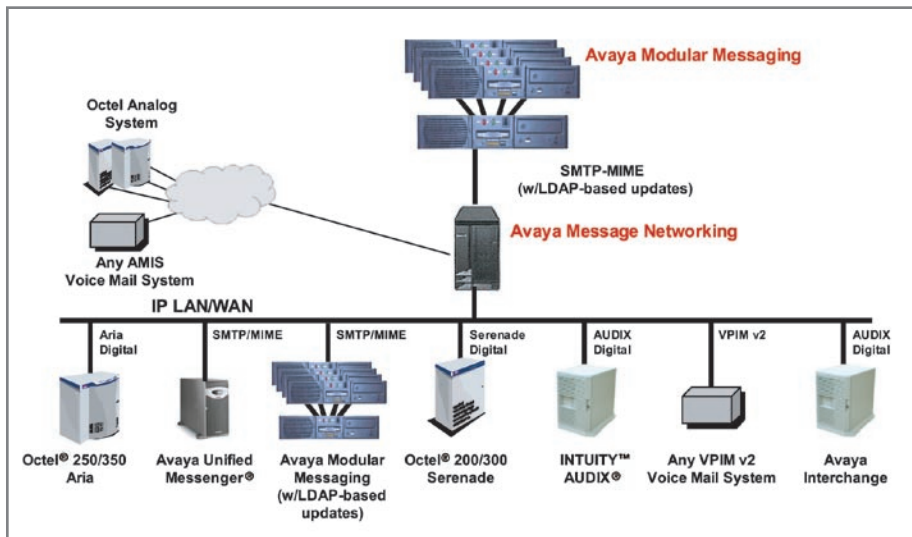 Avaya Modular Messaging
Octel Analog
System
SMTP-MIME
(w/LDAP-based updates)
Avaya Message Networking
Any AMIS
Voice Mail System
IP LAN/WAN
Aria
Digital
SMTP/MIME
SMTP/MIME
Serenade
Digital
AUDIX
Digital
VPIM v2
AUDIX
Digital
Octel® 250/350
Aria
Avaya Unified
Messenger®
Avaya Modular
Messaging
(w/LDAP-based
updates)
Octel® 200/300
Serenade
INTUITY™
AUDIX®
Any VPIM v2
Voice Mail System
Avaya
Interchange